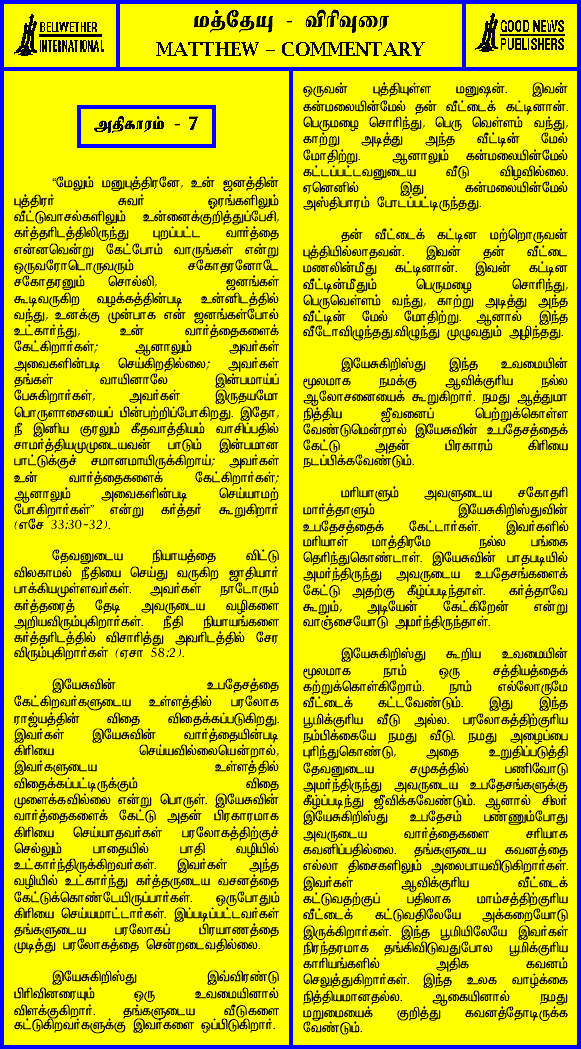 BELIWETHER
INTERNATIONAL
மத்தேயு - விரிவுரை
MATTHEW – COMMENTARY
GOOD NEWS
PUBLISHERS
அதிகாரம் - 7
“மேலும் மனுபுத்திரனே, உன் ஜனத்தின்
புத்திரர் சுவர் ஓரங்களிலும்
வீட்டுவாசல்களிலும் உன்னைக்குறித்துப்பேசி,
கர்த்தரிடத்திலிருந்து புறப்பட்ட வார்த்தை
என்னவென்று கேட்போம் வாருங்கள் என்று
ஒருவரோடொருவரும் சகோதரனோடே
சகோதரனும் சொல்லி, ஜனங்கள்
கூடிவருகிற வழக்கத்தின்படி உன்னிடத்தில்
வந்து, உனக்கு முன்பாக என் ஜனங்கள்போல்
உட்கார்ந்து, உன் வார்த்தைகளைக்
கேட்கிறார்கள்; ஆனாலும் அவர்கள்
அவைகளின்படி செய்கிறதில்லை; அவர்கள்
தங்கள் வாயினாலே இன்பமாய்ப்
பேசுகிறார்கள், அவர்கள் இருதயமோ
பொருளாசையைப் பின்பற்றிப்போகிறது. இதோ,
நீ இனிய குரலும் கீதவாத்தியம் வாசிப்பதில்
சாமர்த்தியமுமுடையவன் பாடும் இன்பமான
பாட்டுக்குச் சமானமாயிருக்கிறாய்; அவர்கள்
உன் வார்த்தைகளைக் கேட்கிறார்கள்;
ஆனாலும் அவைகளின்படி செய்யாமற்
போகிறார்கள்” என்று கர்த்தர் கூறுகிறார்
(எசே 33:30-32).
தேவனுடைய நியாயத்தை விட்டு
விலகாமல் நீதியை செய்து வருகிற ஜாதியார்
பாக்கியமுள்ளவர்கள். அவர்கள் நாடோரும்
கர்த்தரைத் தேடி அவருடைய வழிகளை
அறியவிரும்புகிறார்கள். நீதி நியாயங்களை
கர்த்தரிடத்தில் விசாரித்து அவரிடத்தில் சேர
விரும்புகிறார்கள் (ஏசா 58:2).
இயேசுவின் உபதேசத்தை
கேட்கிறவர்களுடைய உள்ளத்தில் பரலோக
ராஜ்யத்தின் விதை விதைக்கப்படுகிறது.
இவர்கள் இயேசுவின் வார்த்தையின்படி
கிரியை செய்யவில்லையென்றால்,
இவர்களுடைய உள்ளத்தில்
விதைக்கப்பட்டிருக்கும் விதை
முளைக்கவில்லை என்று பொருள். இயேசுவின்
வார்த்தைகளைக் கேட்டு அதன் பிரகாரமாக
கிரியை செய்யாதவர்கள் பரலோகத்திற்குச்
செல்லும் பாதையில் பாதி வழியில்
உட்கார்ந்திருக்கிறவர்கள். இவர்கள் அந்த
வழியில் உட்கார்ந்து கர்த்தருடைய வசனத்தை
கேட்டுக்கொண்டேயிருப்பார்கள். ஒருபோதும்
கிரியை செய்யமாட்டார்கள். இப்படிப்பட்டவர்கள்
தங்களுடைய பரலோகப் பிரயாணத்தை
முடித்து பரலோகத்தை சென்றடைவதில்லை.
இயேசுகிறிஸ்து இவ்விரண்டு
பிரிவினரையும் ஒரு உவமையினால்
விளக்குகிறார். தங்களுடைய வீடுகளை
கட்டுகிறவர்களுக்கு இவர்களை ஒப்பிடுகிறார்.
ஒருவன் புத்தியுள்ள மனுஷன். இவன்
கன்மலையின்மேல் தன் வீட்டைக் கட்டினான்.
பெருமழை சொரிந்து, பெரு வெள்ளம் வந்து,
காற்று அடித்து அந்த வீட்டின் மேல்
மோதிற்று. ஆனாலும் கன்மலையின்மேல்
கட்டப்பட்டவனுடைய வீடு விழவில்லை.
ஏனெனில் இது கன்மலையின்மேல்
அஸ்திபாரம் போடப்பட்டிருந்தது.
தன் வீட்டைக் கட்டின மற்றொருவன்
புத்தியில்லாதவன். இவன் தன் வீட்டை
மணலின்மீது கட்டினான். இவன் கட்டின
வீட்டின்மீதும் பெருமழை சொரிந்து,
பெருவெள்ளம் வந்து, காற்று அடித்து அந்த
வீட்டின் மேல் மோதிற்று. ஆனால் இந்த
வீடோவிழுந்தது.விழுந்து முழுவதும் அழிந்தது.
இயேசுகிறிஸ்து இந்த உவமையின்
மூலமாக நமக்கு ஆவிக்குரிய நல்ல
ஆலோசனையைக் கூறுகிறார். நமது ஆத்துமா
நித்திய ஜீவனைப் பெற்றுக்கொள்ள
வேண்டுமென்றால் இயேசுவின் உபதேசத்தைக்
கேட்டு அதன் பிரகாரம் கிரியை
நடப்பிக்கவேண்டும்.
மரியாளும் அவளுடைய சகோதரி
மார்த்தாளும் இயேசுகிறிஸ்துவின்
உபதேசத்தைக் கேட்டார்கள். இவர்களில்
மரியாள் மாத்திரமே நல்ல பங்கை
தெரிந்துகொண்டாள். இயேசுவின் பாதபடியில்
அமர்ந்திருந்து அவருடைய உபதேசங்களைக்
கேட்டு அதற்கு கீழ்ப்படிந்தாள். கர்த்தாவே
கூறும், அடியேன் கேட்கிறேன் என்று
வாஞ்சையோடு அமர்ந்திருந்தாள்.
இயேசுகிறிஸ்து கூறிய உவமையின்
மூலமாக நாம் ஒரு சத்தியத்தைக்
கற்றுக்கொள்கிறோம். நாம் எல்லோருமே
வீட்டைக் கட்டவேண்டும். இது இந்த
பூமிக்குரிய வீடு அல்ல. பரலோகத்திற்குரிய
நம்பிக்கையே நமது வீடு. நமது அழைப்பை
புரிந்துகொண்டு, அதை உறுதிப்படுத்தி
தேவனுடைய சமுகத்தில் பணிவோடு
அமர்ந்திருந்து அவருடைய உபதேசங்களுக்கு
கீழ்ப்படிந்து ஜீவிக்கவேண்டும். ஆனால் சிலர்
இயேசுகிறிஸ்து உபதேசம் பண்ணும்போது
அவருடைய வார்த்தைகளை சரியாக
கவனிப்பதில்லை. தங்களுடைய கவனத்தை
எல்லா திசைகளிலும் அலைபாயவிடுகிறார்கள்.
இவர்கள் ஆவிக்குரிய வீட்டைக்
கட்டுவதற்குப் பதிலாக மாம்சத்திற்குரிய
வீட்டைக் கட்டுவதிலேயே அக்கறையோடு
இருக்கிறார்கள். இந்த பூமியிலேயே இவர்கள்
நிரந்தரமாக தங்கிவிடுவதுபோல பூமிக்குரிய
காரியங்களில் அதிக கவனம்
செலுத்துகிறார்கள். இந்த உலக வாழ்க்கை
நித்தியமானதல்ல. ஆகையினால் நமது
மறுமையைக் குறித்து கவனத்தோடிருக்க
வேண்டும்.